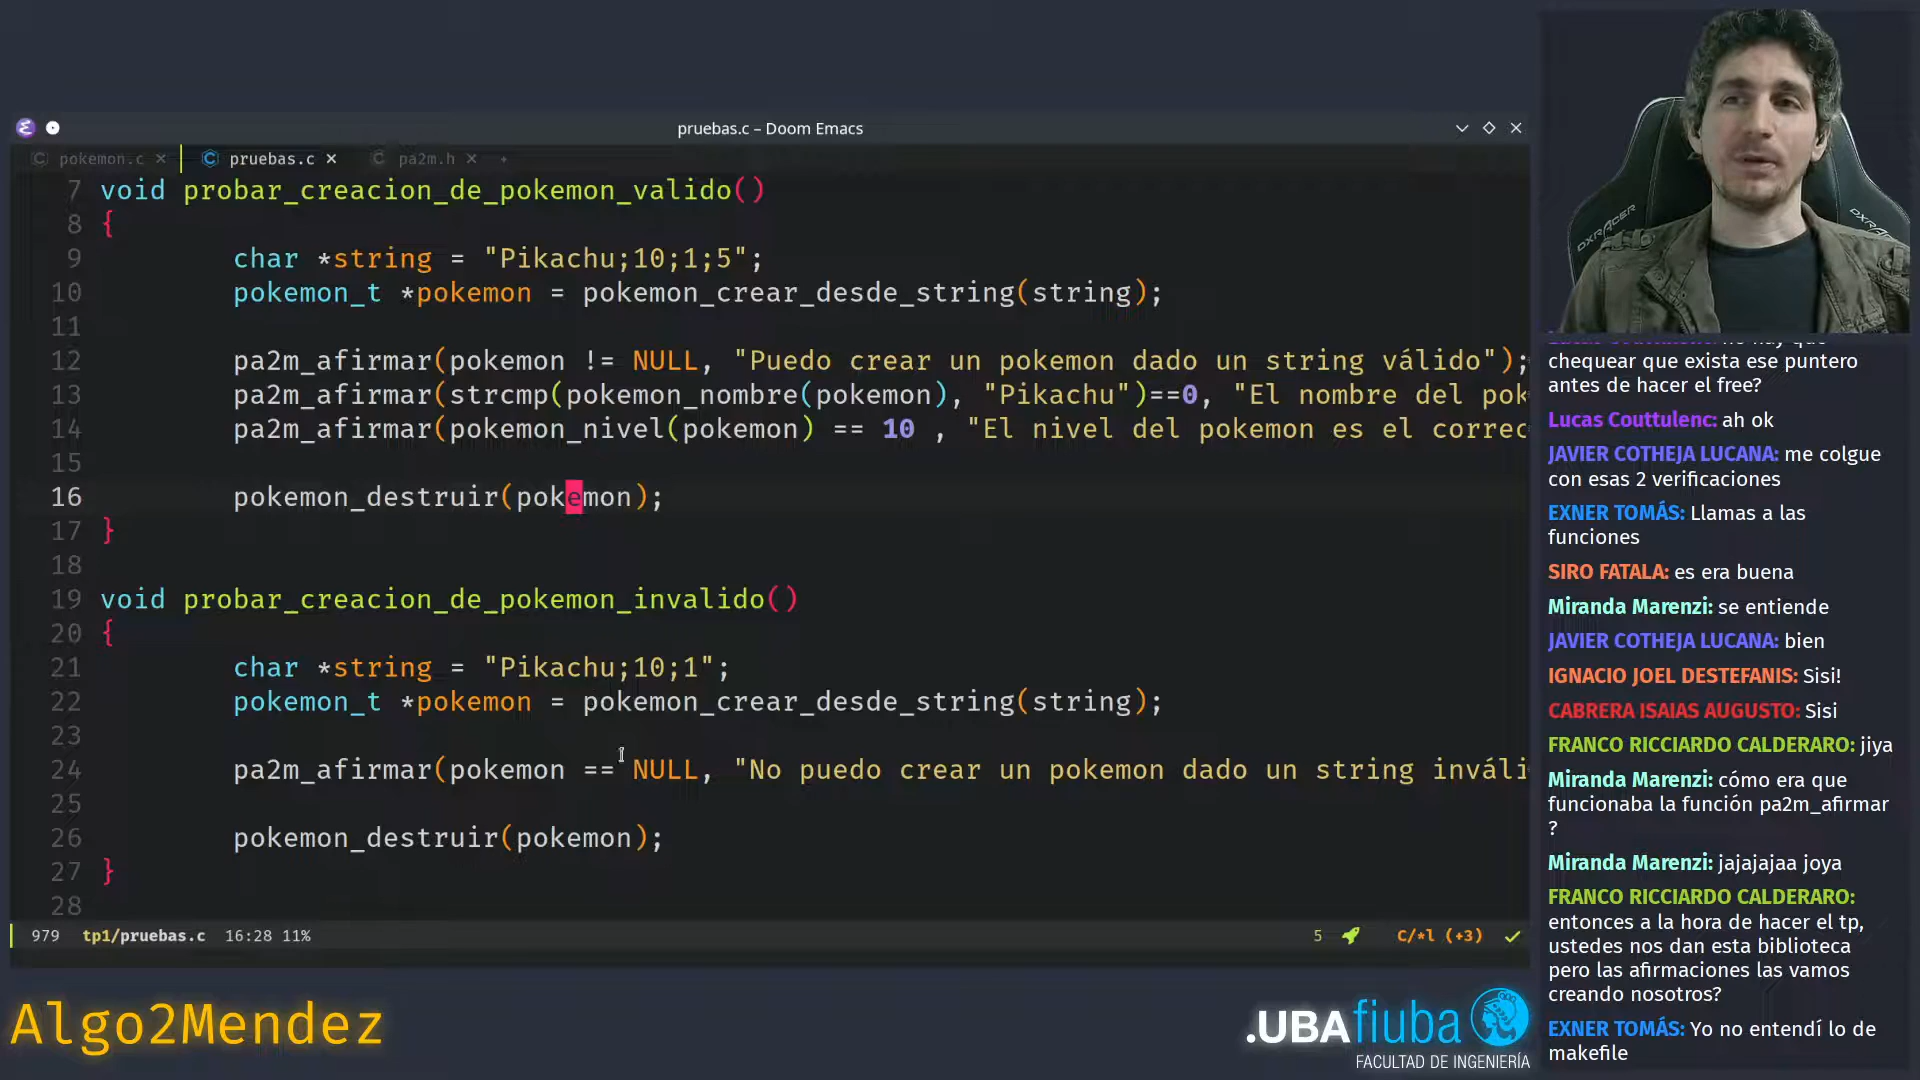 pruebas.c – Doom Emacs
pokemon.c × pruebas.c × pa2m.h × +
7 void probar_creacion_de_pokemon_valido()
8 {
9 char *string = "Pikachu;10;1;5";
10 pokemon_t *pokemon = pokemon_crear_desde_string(string);
11
12 pa2m_afirmar(pokemon != NULL, "Puedo crear un pokemon dado un string válido");
13 pa2m_afirmar(strcmp(pokemon_nombre(pokemon), "Pikachu")==0, "El nombre del pok
14 pa2m_afirmar(pokemon_nivel(pokemon) == 10 , "El nivel del pokemon es el correc
15
16 pokemon_destruir(pokemon);
17 }
18
19 void probar_creacion_de_pokemon_invalido()
20 {
21 char *string = "Pikachu;10;1";
22 pokemon_t *pokemon = pokemon_crear_desde_string(string);
23
24 pa2m_afirmar(pokemon == NULL, "No puedo crear un pokemon dado un string inváli
25
26 pokemon_destruir(pokemon);
27 }
28
979 tp1/pruebas.c 16:28 11% 5 C/*l (+3)
DXRACER
DXRACER
chequear que exista ese puntero
antes de hacer el free?
Lucas Couttulenc: ah ok
JAVIER COTHEJA LUCANA: me colgue
con esas 2 verificaciones
EXNER TOMÁS: Llamas a las
funciones
SIRO FATALA: es era buena
Miranda Marenzi: se entiende
JAVIER COTHEJA LUCANA: bien
IGNACIO JOEL DESTEFANIS: Sisi!
CABRERA ISAIAS AUGUSTO: Sisi
FRANCO RICCIARDO CALDERARO: jiya
Miranda Marenzi: cómo era que
funcionaba la función pa2m_afirmar
?
Miranda Marenzi: jajajajaa joya
FRANCO RICCIARDO CALDERARO:
entonces a la hora de hacer el tp,
ustedes nos dan esta biblioteca
pero las afirmaciones las vamos
creando nosotros?
EXNER TOMÁS: Yo no entendí lo de
makefile
Algo2Mendez
.UBAfiuba
FACULTAD DE INGENIERÍA